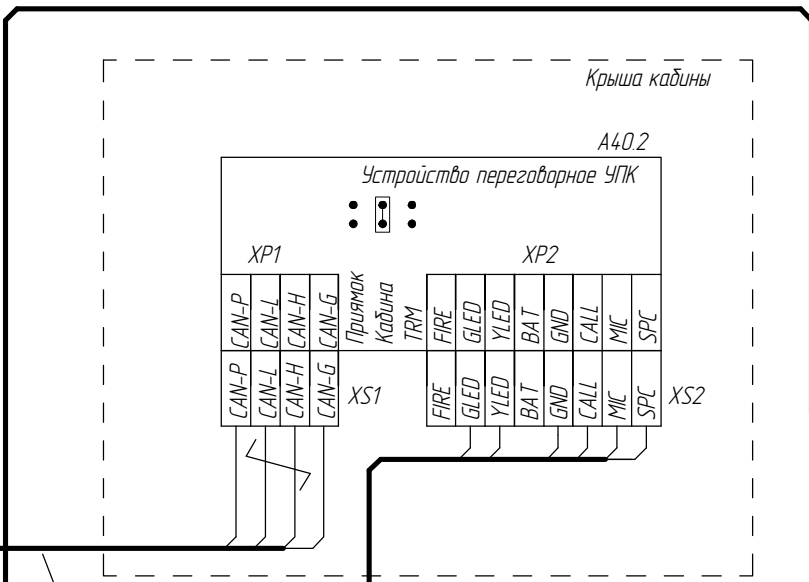 Крыша кабины
А40.2
Устройство переговорное УПК
XP1 XP2
CAN-P CAN-L CAN-H CAN-G Приямок Кабина TRM FIRE GLED YLED BAT GND CALL MIC SPC
CAN-P CAN-L CAN-H CAN-G XS1 FIRE GLED YLED BAT GND CALL MIC SPC XS2